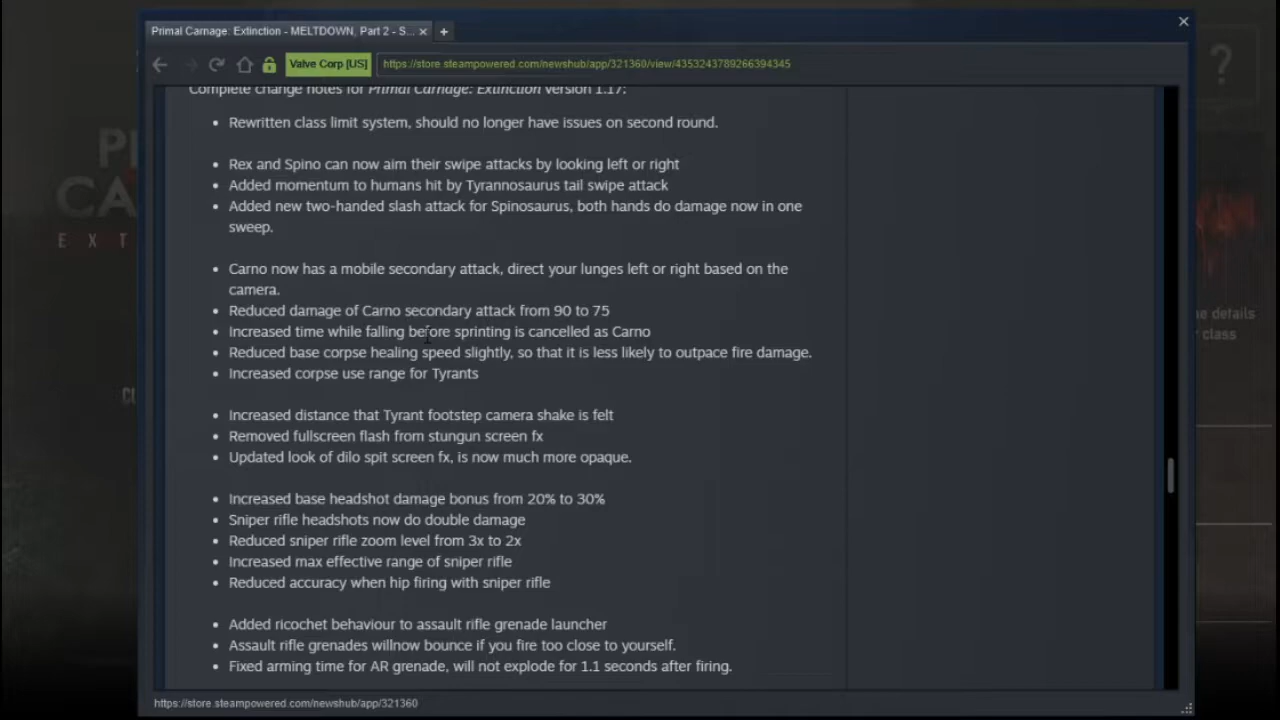 Primal Carnage: Extinction - MELTDOWN, Part 2 - S... × +
×
Valve Corp [US] https://store.steampowered.com/newshub/app/321360/view/4353243789266394345
?
Complete change notes for Primal Carnage: Extinction version 1.17:
• Rewritten class limit system, should no longer have issues on second round.
• Rex and Spino can now aim their swipe attacks by looking left or right
• Added momentum to humans hit by Tyrannosaurus tail swipe attack
• Added new two-handed slash attack for Spinosaurus, both hands do damage now in one
sweep.
• Carno now has a mobile secondary attack, direct your lunges left or right based on the
camera.
• Reduced damage of Carno secondary attack from 90 to 75
• Increased time while falling before sprinting is cancelled as Carno
• Reduced base corpse healing speed slightly, so that it is less likely to outpace fire damage.
• Increased corpse use range for Tyrants
• Increased distance that Tyrant footstep camera shake is felt
• Removed fullscreen flash from stungun screen fx
• Updated look of dilo spit screen fx, is now much more opaque.
• Increased base headshot damage bonus from 20% to 30%
• Sniper rifle headshots now do double damage
• Reduced sniper rifle zoom level from 3x to 2x
• Increased max effective range of sniper rifle
• Reduced accuracy when hip firing with sniper rifle
• Added ricochet behaviour to assault rifle grenade launcher
• Assault rifle grenades willnow bounce if you fire too close to yourself.
• Fixed arming time for AR grenade, will not explode for 1.1 seconds after firing.
https://store.steampowered.com/newshub/app/321360
P
CA
E X T
details
class